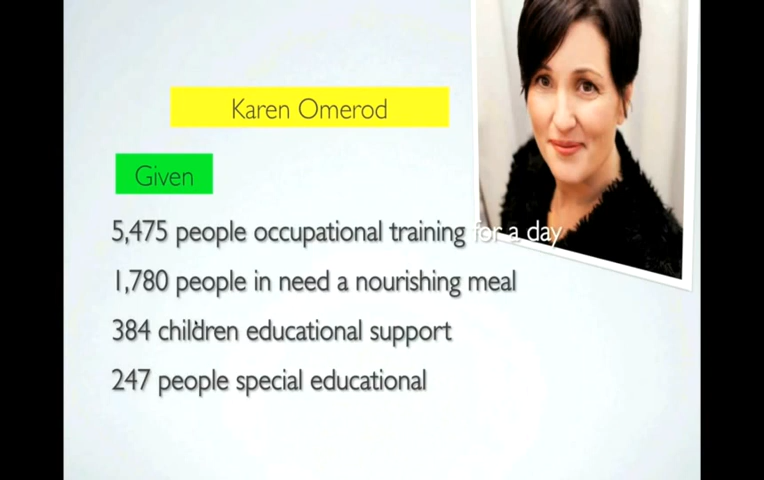 Karen Omerod
Given
5,475 people occupational training for a day
1,780 people in need a nourishing meal
384 children educational support
247 people special educational